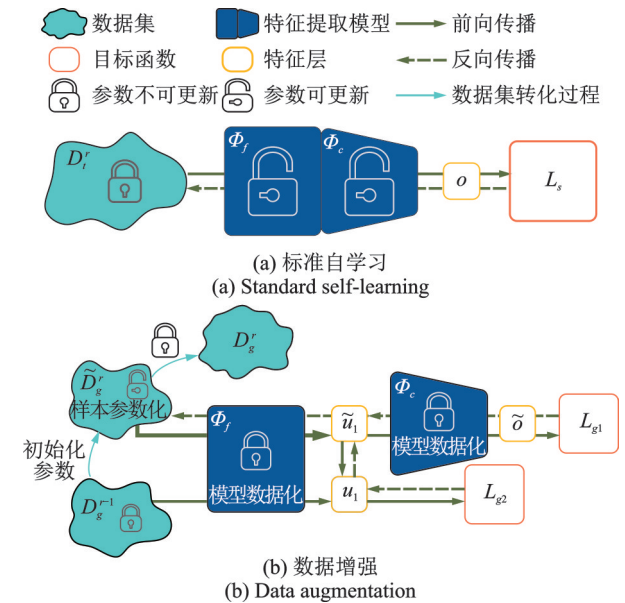 数据集 特征提取模型 前向传播
目标函数 特征层 反向传播
参数不可更新 参数可更新 数据集转化过程
D_t^r Φ_f Φ_c o L_s
(a) 标准自学习
(a) Standard self-learning
D_g^r
D̃_g^r
样本参数化
Φ_f
模型数据化
ũ_1
Φ_c
模型数据化
õ
L_{g1}
初始化
参数
D_g^{r-1}
u_1
L_{g2}
(b) 数据增强
(b) Data augmentation